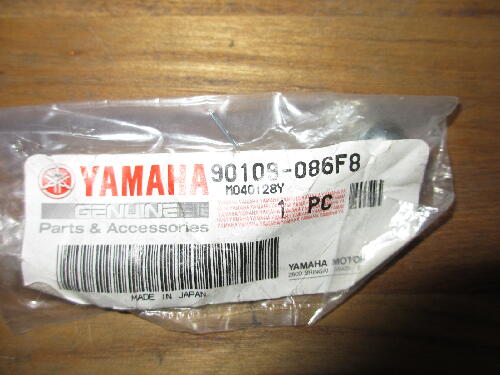 YAMAHA 90109-086F8
M040128Y
GENUINE
1 PC
Parts & Accessories
YAMAHA MOTOR
MADE IN JAPAN